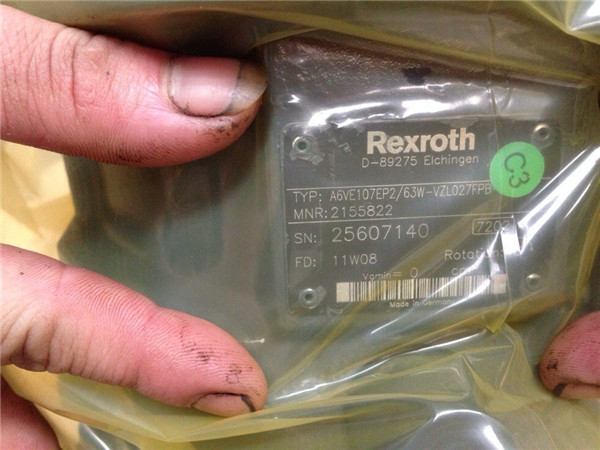 Rexroth
D-89275 Elchingen
C3
TYP: A6VE107EP2/63W-VZL027FPB
MNR: 2155822
SN: 25607140
FD: 11W08
Vgmin= 0
Made in Germany